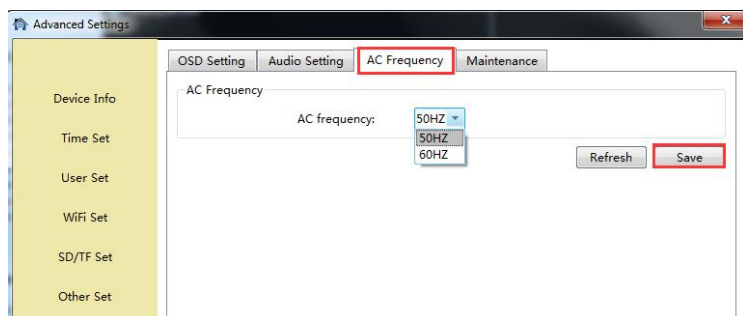 Advanced Settings
OSD Setting Audio Setting AC Frequency Maintenance
Device Info
Time Set
User Set
WiFi Set
SD/TF Set
Other Set
AC Frequency
AC frequency: 50HZ
50HZ
60HZ
Refresh Save